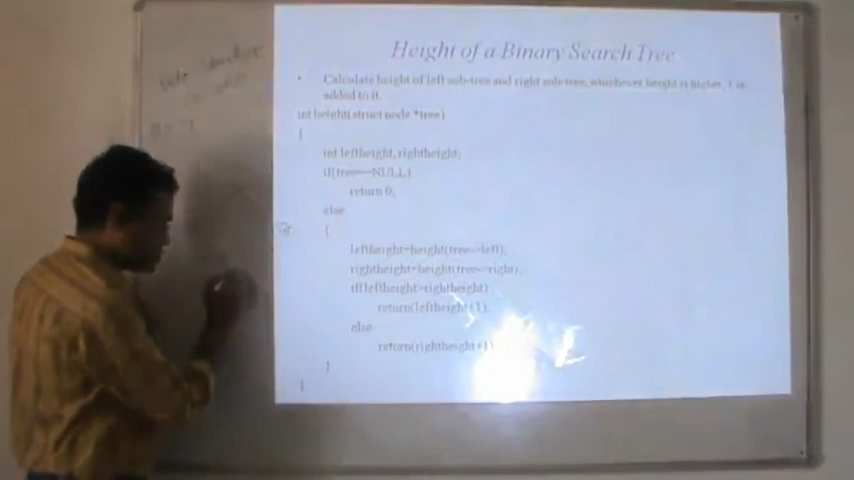 Height of a Binary Search Tree
• Calculate height of left sub-tree and right sub tree, whichever height is higher, 1 is
added to it.
int height( struct node *tree)
{
int leftheight, rightheight;
if(tree==NULL)
return 0;
else
{
leftheight=height(tree->left);
rightheight=height(tree->right);
if(leftheight>rightheight)
return(leftheight+1);
else
return(rightheight+1)
}
}